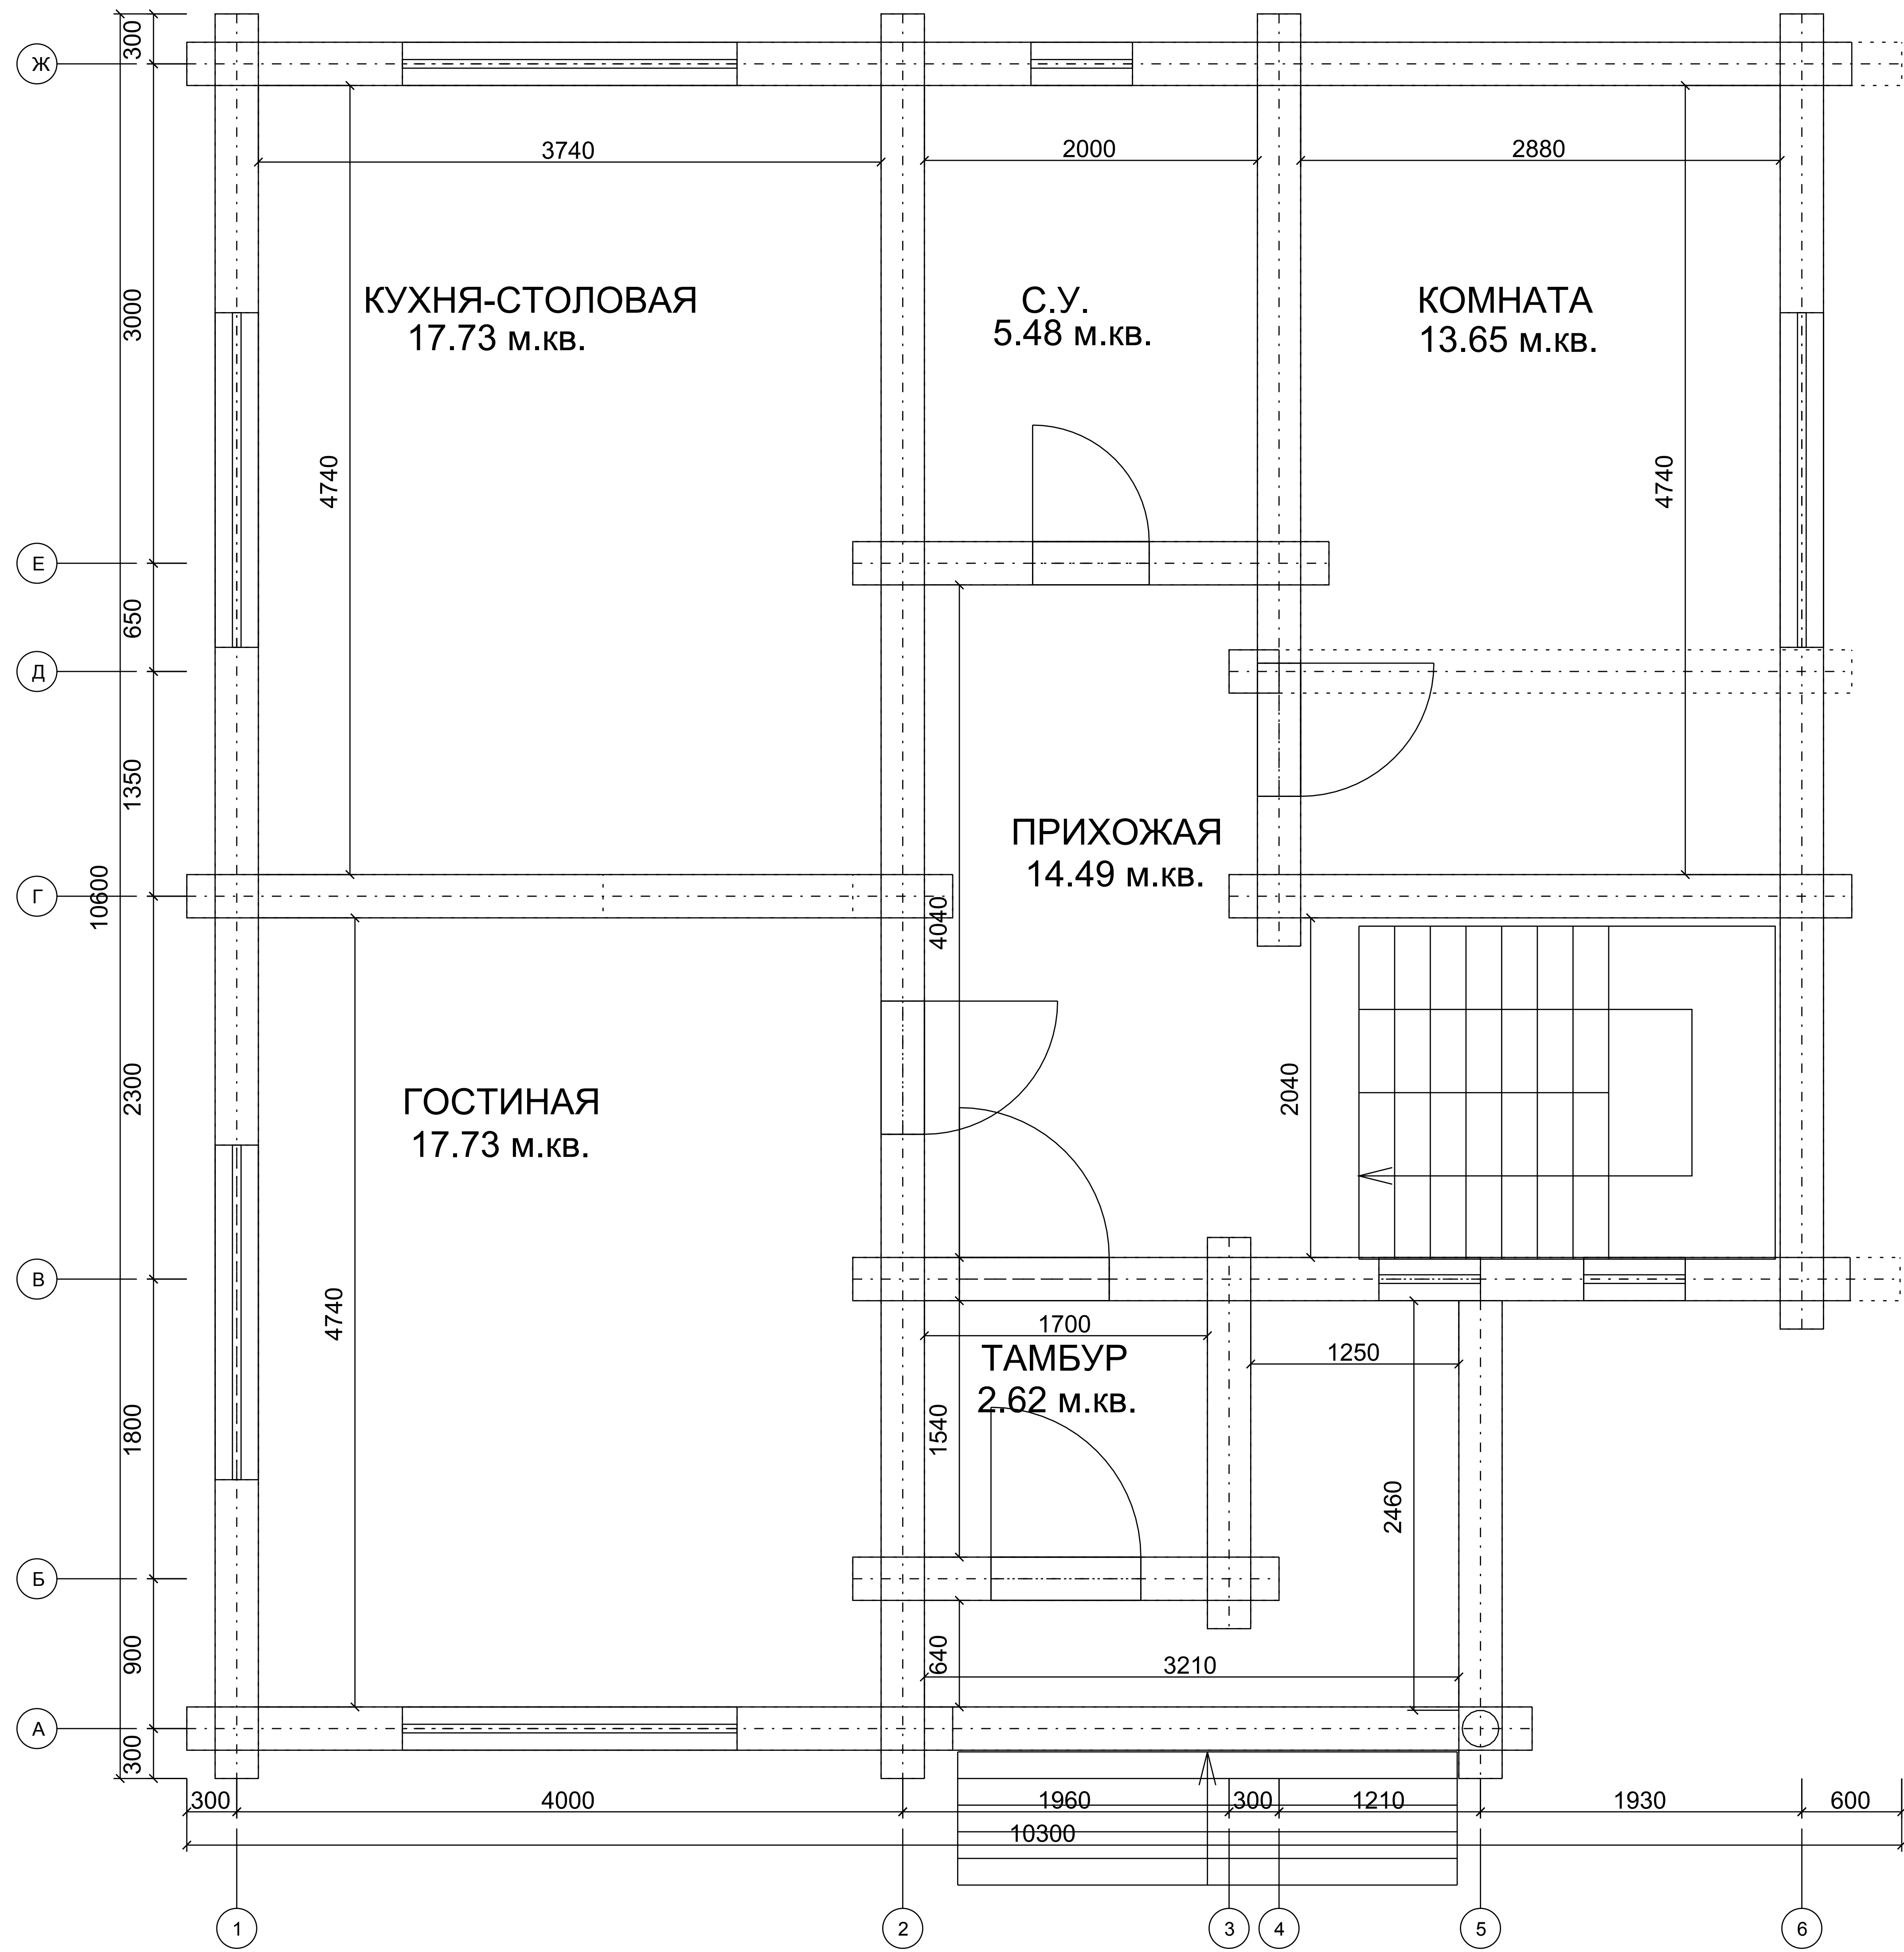 300
Ж
3740
2000
2880
КУХНЯ-СТОЛОВАЯ
17.73 м.кв.
С.У.
5.48 м.кв.
КОМНАТА
13.65 м.кв.
3000
4740
4740
Е
650
Д
1350
ПРИХОЖАЯ
14.49 м.кв.
10600
Г
4040
2300
ГОСТИНАЯ
17.73 м.кв.
2040
В
4740
1700
1250
ТАМБУР
2.62 м.кв.
1800
1540
2460
Б
900
640
3210
А
300
300
4000
1960
300
1210
1930
600
10300
1
2
3
4
5
6